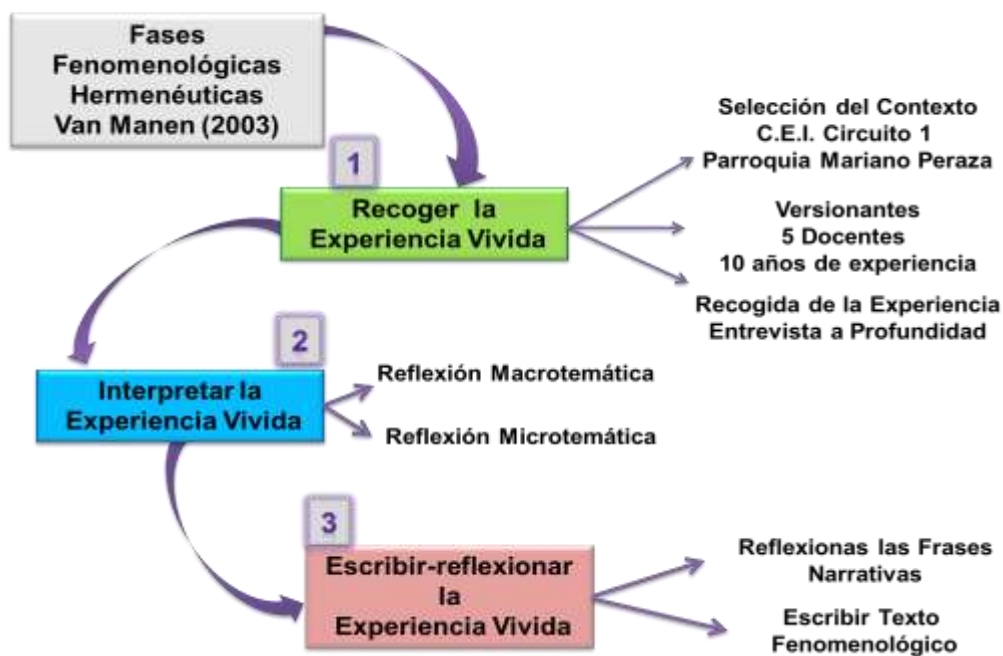 Fases
Fenomenológicas
Hermenéuticas
Van Manen (2003)
1
Recoger la
Experiencia Vivida
Selección del Contexto
C.E.I. Circuito 1
Parroquia Mariano Peraza
Versionantes
5 Docentes
10 años de experiencia
Recogida de la Experiencia
Entrevista a Profundidad
2
Interpretar la
Experiencia Vivida
Reflexión Macrotemática
Reflexión Microtemática
3
Escribir-reflexionar
la
Experiencia Vivida
Reflexionas las Frases
Narrativas
Escribir Texto
Fenomenológico